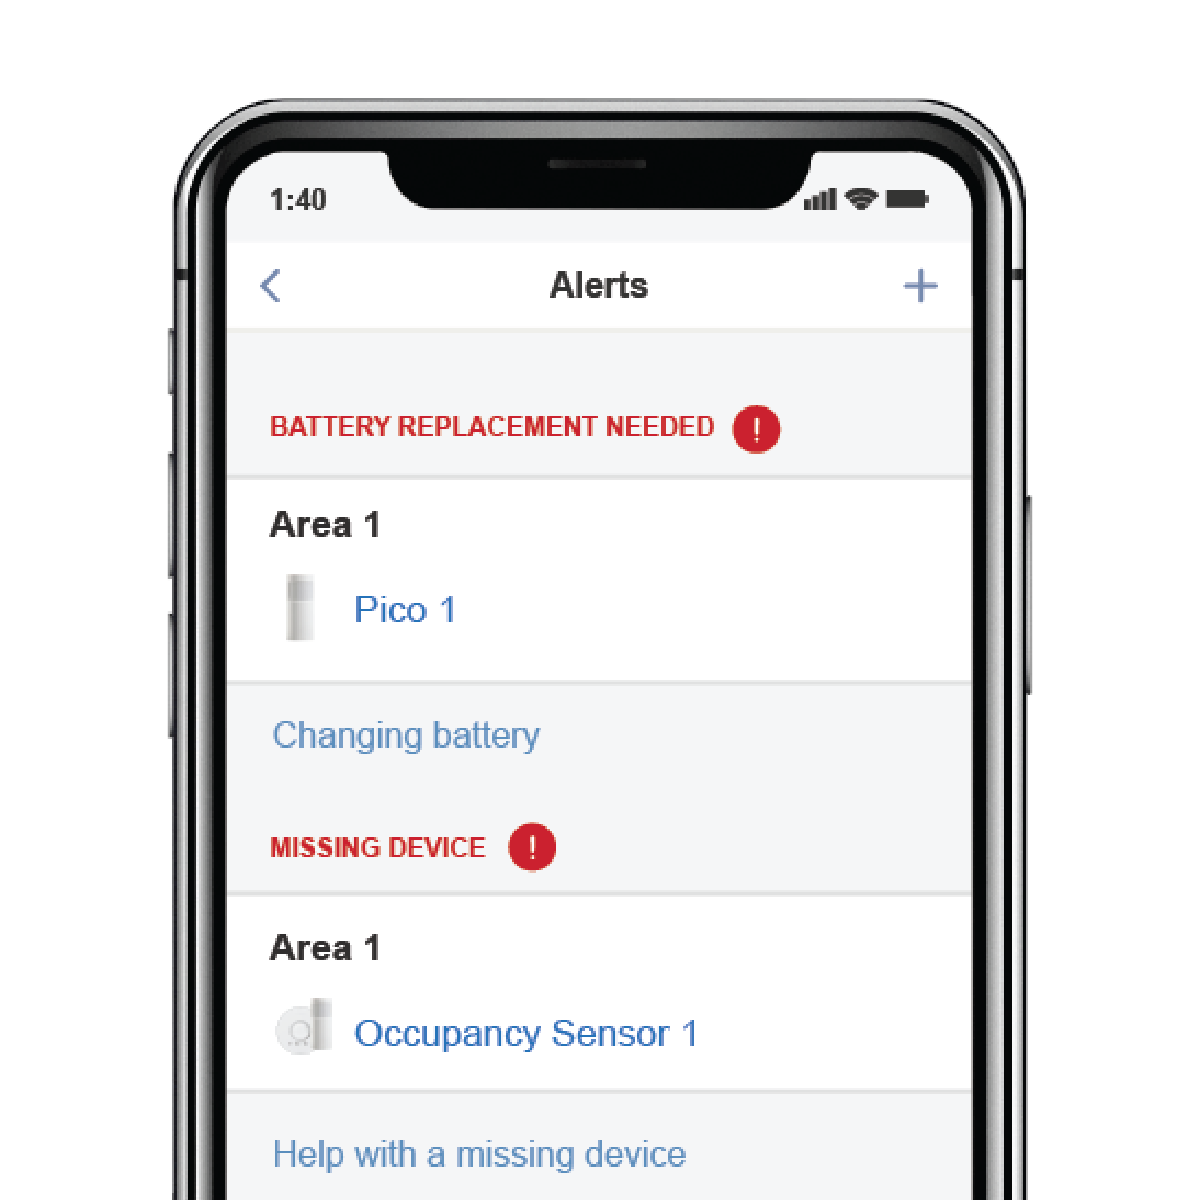 1:40
Alerts
BATTERY REPLACEMENT NEEDED
Area 1
Pico 1
Changing battery
MISSING DEVICE
Area 1
Occupancy Sensor 1
Help with a missing device